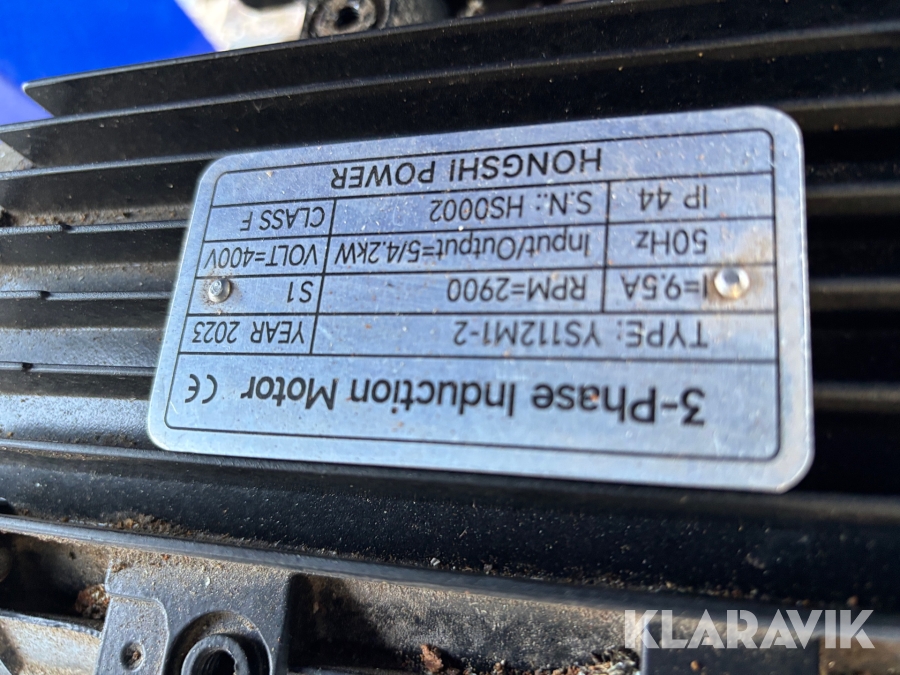 3-Phase Induction Motor CE
TYPE: YS112M1-2 YEAR 2023
I=9.5A RPM=2900 S1
50Hz Input/Output=5/4.2kW VOLT=400V
IP 44 S.N.: HS0002 CLASS F
HONGSHI POWER
KLARAVIK